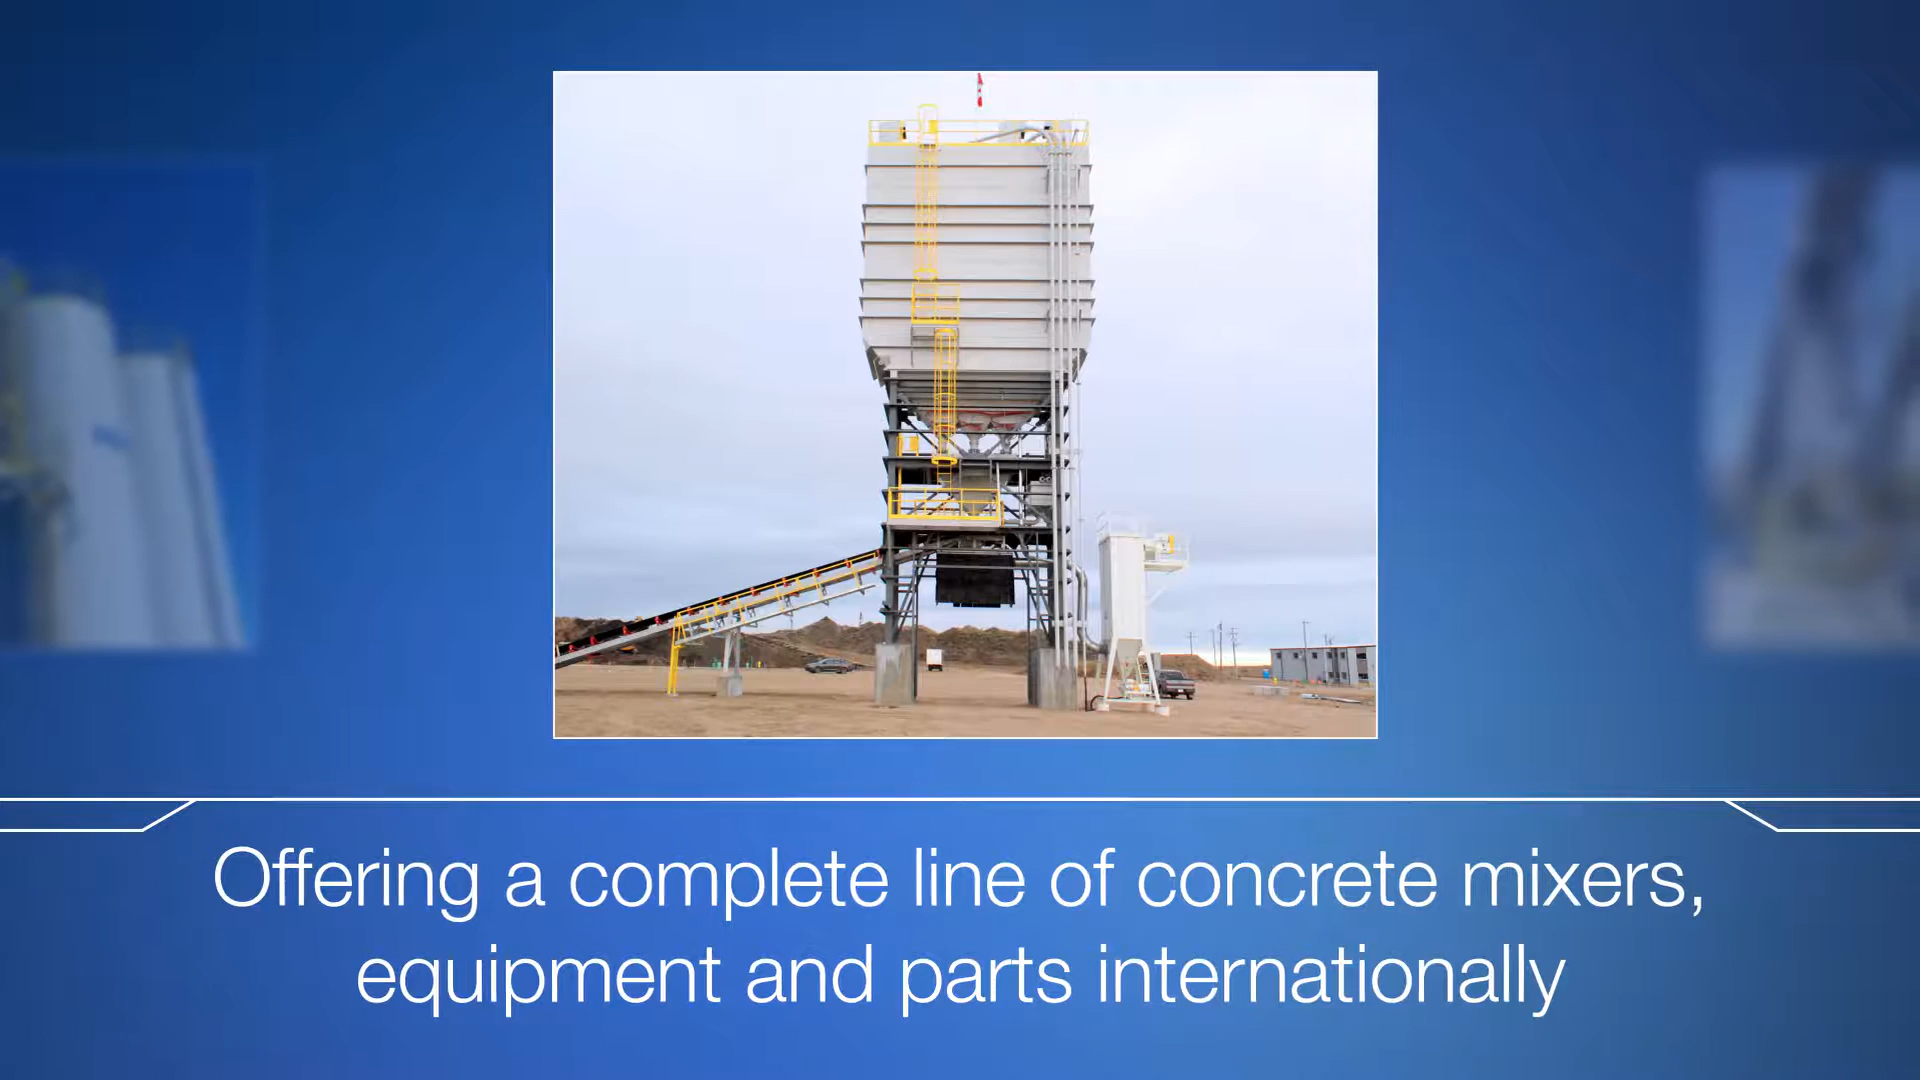 Offering a complete line of concrete mixers,
equipment and parts internationally